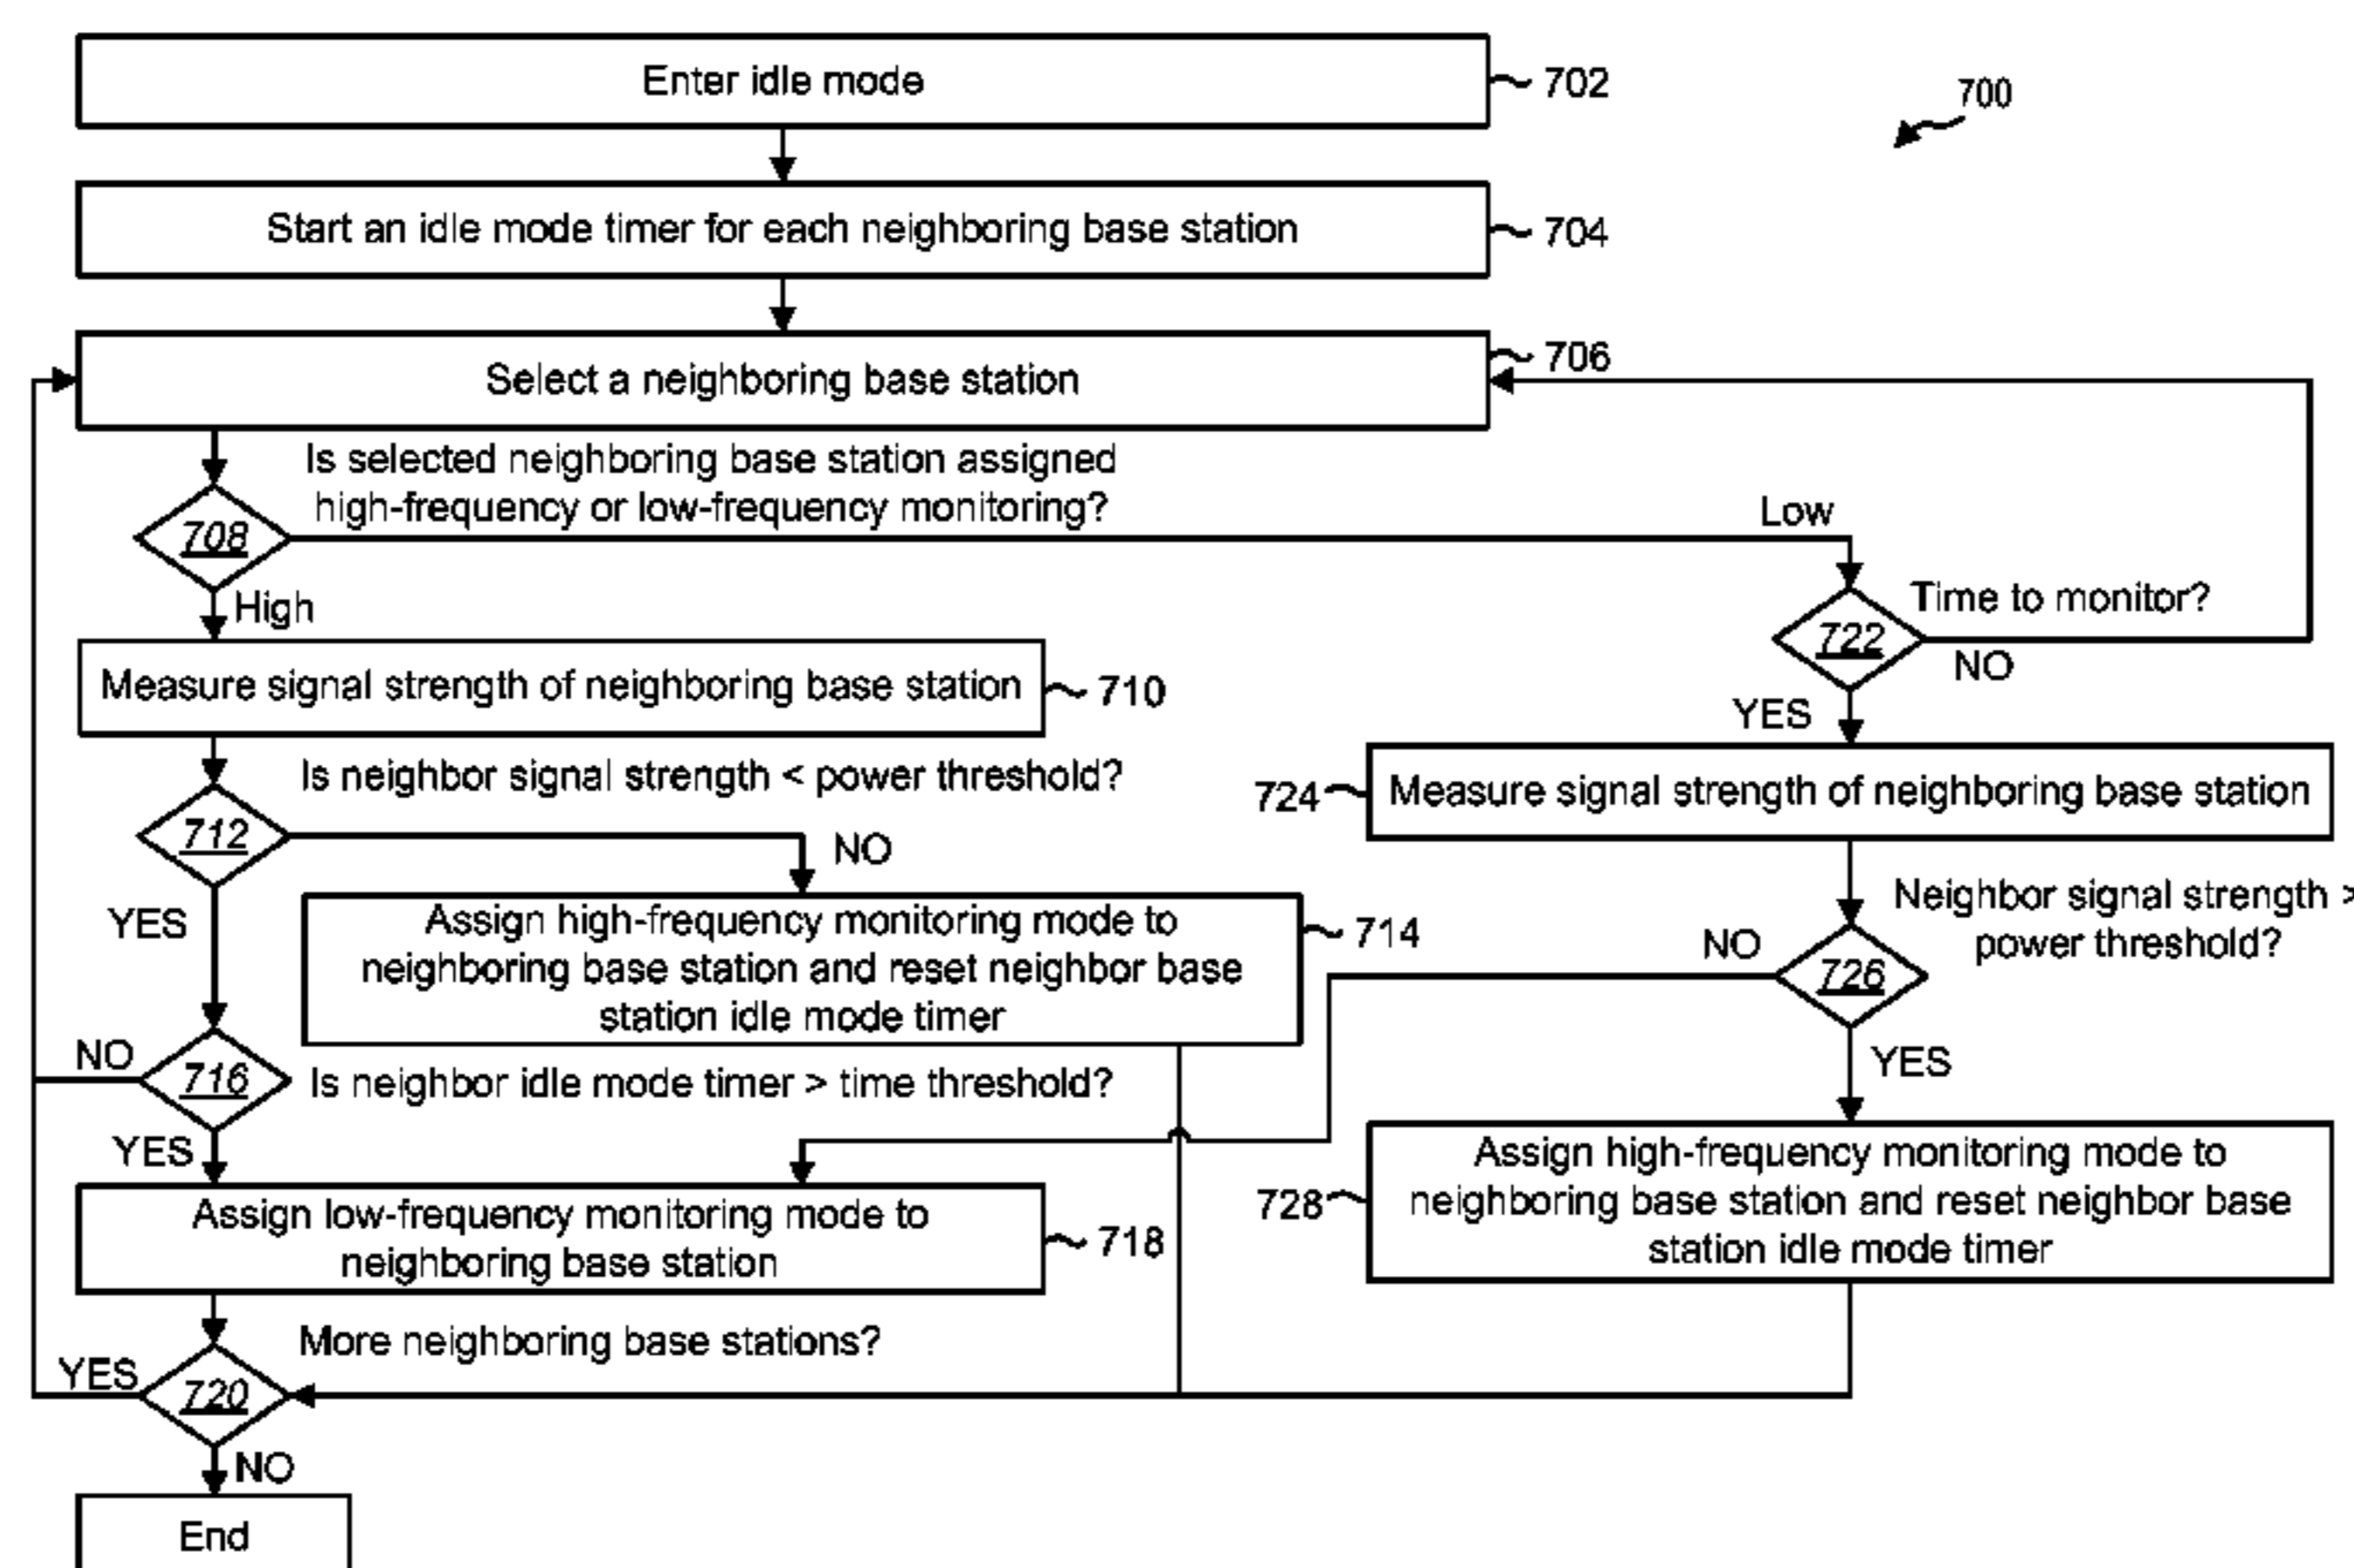 Enter idle mode
702
700
Start an idle mode timer for each neighboring base station
704
Select a neighboring base station
706
Is selected neighboring base station assigned
high-frequency or low-frequency monitoring?
708
Low
High
Time to monitor?
722
NO
YES
Measure signal strength of neighboring base station
710
Is neighbor signal strength < power threshold?
712
NO
YES
724
Measure signal strength of neighboring base station
Assign high-frequency monitoring mode to
neighboring base station and reset neighbor base
station idle mode timer
714
Neighbor signal strength >
power threshold?
NO
726
YES
NO
716
Is neighbor idle mode timer > time threshold?
YES
Assign low-frequency monitoring mode to
neighboring base station
718
728
Assign high-frequency monitoring mode to
neighboring base station and reset neighbor base
station idle mode timer
More neighboring base stations?
YES
720
NO
End